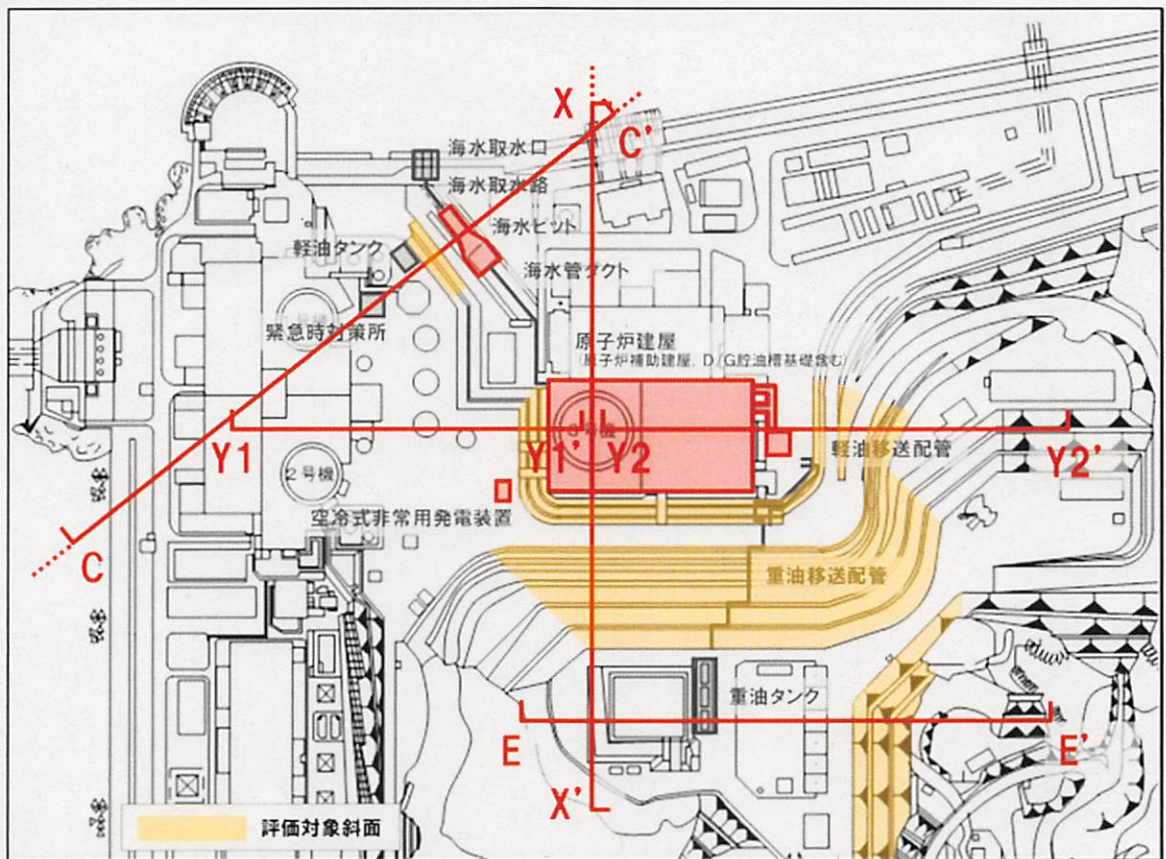 X
C'
海水取水口
海水取水路
海水ピット
軽油タンク
海水管ダクト
緊急時対策所
原子炉建屋
(原子炉補助建屋, D/G貯油槽基礎含む)
3号機
Y1
Y1'
Y2
軽油移送配管
Y2'
2号機
空冷式非常用発電装置
C
重油移送配管
重油タンク
E
E'
X'
評価対象斜面